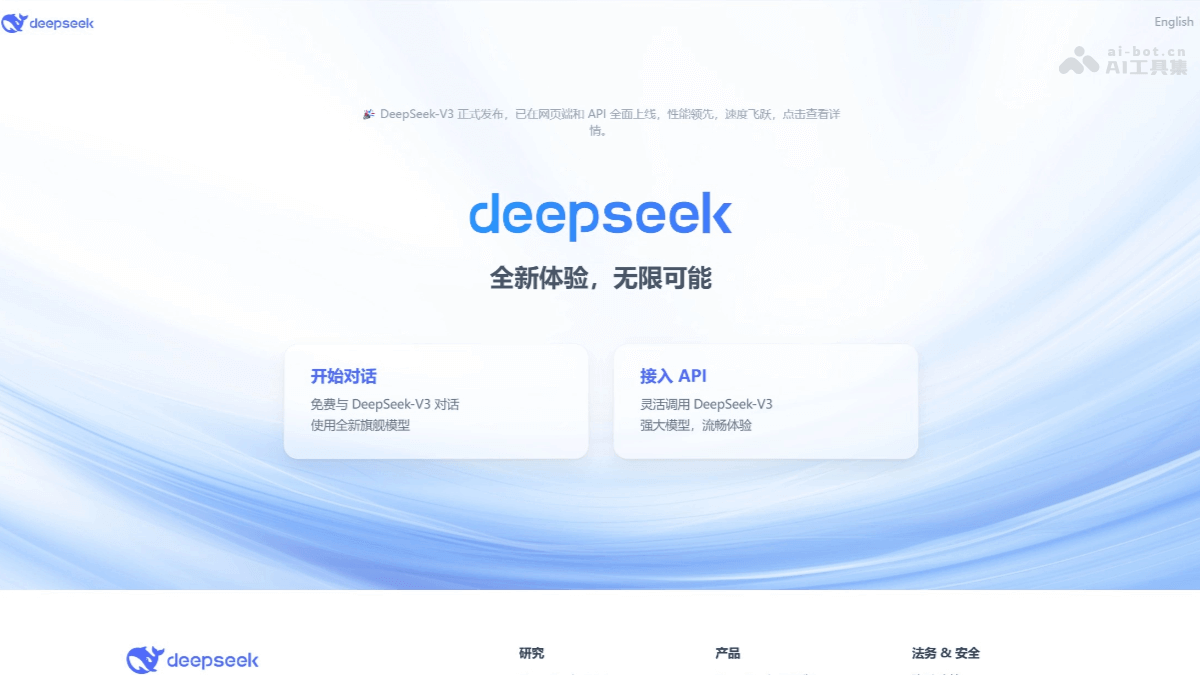 deepseek
English
ai-bot.cn
AI工具集
🎉 DeepSeek-V3 正式发布，已在网页端和 API 全面上线，性能领先，速度飞跃，点击查看详
情。
deepseek
全新体验，无限可能
开始对话
免费与 DeepSeek-V3 对话
使用全新旗舰模型
接入 API
灵活调用 DeepSeek-V3
强大模型，流畅体验
deepseek
研究
产品
法务 & 安全